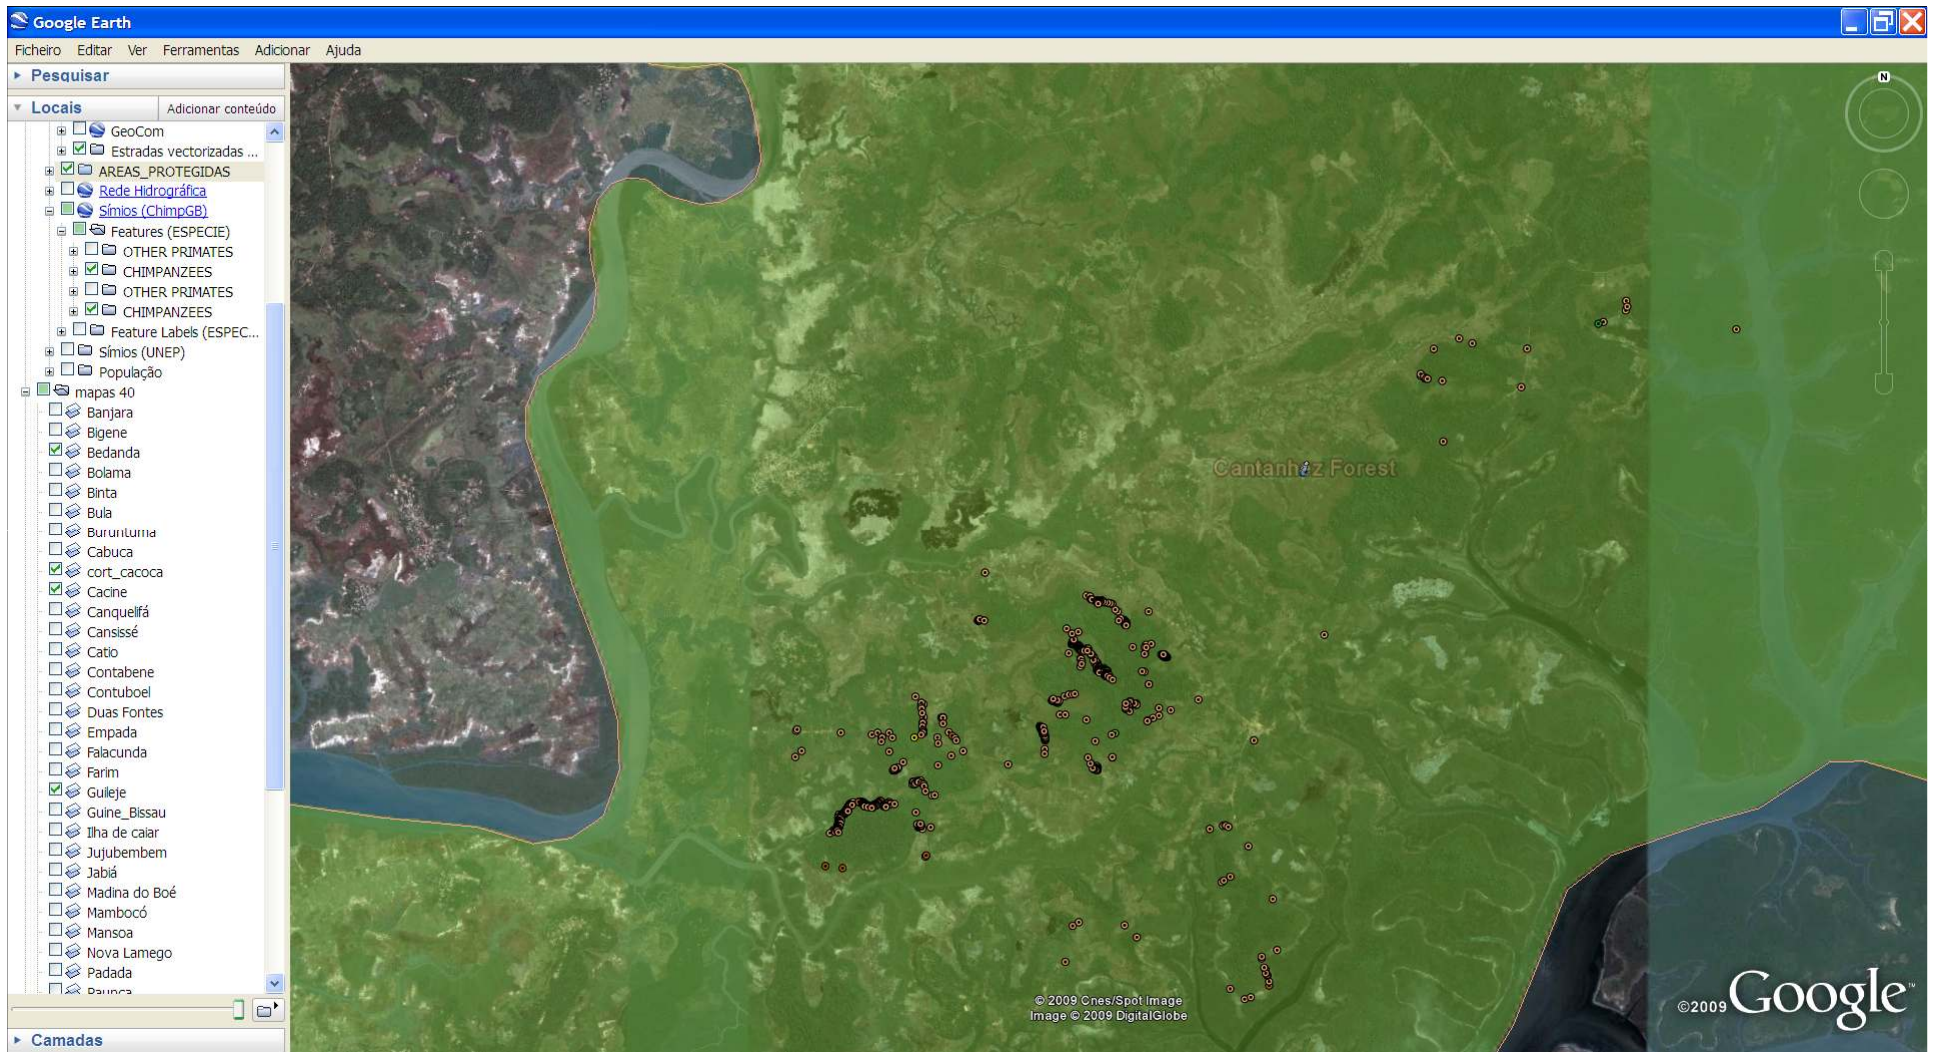 Google Earth
Ficheiro Editar Ver Ferramentas Adicionar Ajuda
Pesquisar
Locais Adicionar conteúdo
GeoCom
Estradas vectorizadas ...
AREAS_PROTEGIDAS
Rede Hidrográfica
Símios (ChimpGB)
Features (ESPECIE)
OTHER PRIMATES
CHIMPANZEES
OTHER PRIMATES
CHIMPANZEES
Feature Labels (ESPEC...
Símios (UNEP)
População
mapas 40
Banjara
Bigene
Bedanda
Bolama
Binta
Bula
Buruntuma
Cabuca
cort_cacoca
Cacine
Canquelifá
Cansissé
Catio
Contabene
Contuboel
Duas Fontes
Empada
Falacunda
Farim
Guileje
Guine_Bissau
Ilha de caiar
Jujubembem
Jabiá
Madina do Boé
Mambocó
Mansoa
Nova Lamego
Padada
Camadas
N
Cantanhez Forest
© 2009 Cnes/Spot Image
Image © 2009 DigitalGlobe
©2009 Google™